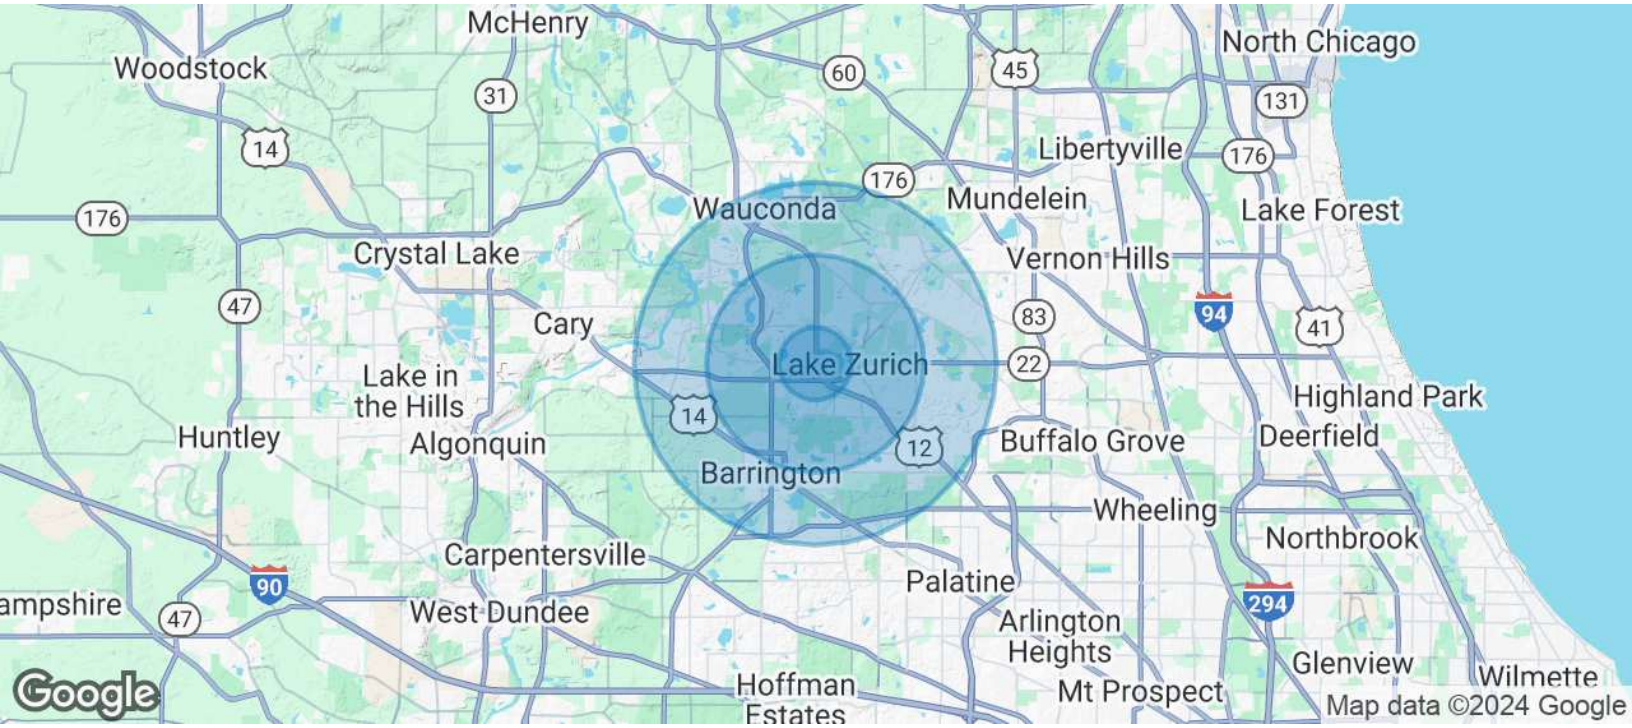 McHenry
North Chicago
Woodstock
60
45
31
131
14
Libertyville
176
176
Mundelein
Wauconda
Lake Forest
176
Crystal Lake
Vernon Hills
47
94
83
Cary
41
Lake Zurich
22
Lake in
the Hills
Highland Park
14
Huntley
Algonquin
12
Buffalo Grove
Deerfield
Barrington
Wheeling
Northbrook
Carpentersville
90
Palatine
ampshire
West Dundee
294
47
Arlington
Heights
Glenview
Wilmette
Hoffman
Estates
Mt Prospect
Google
Map data ©2024 Google